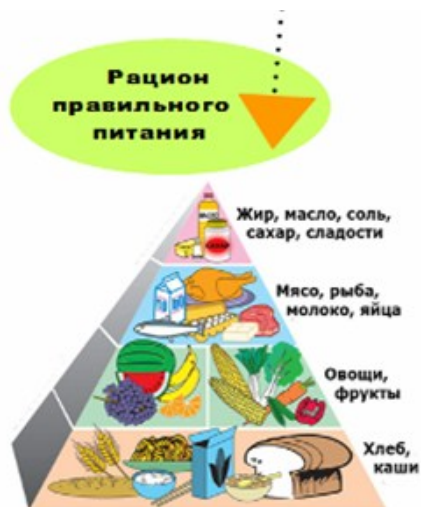 Рацион
правильного
питания
Жир, масло, соль,
сахар, сладости
Мясо, рыба,
молоко, яйца
Овощи,
фрукты
Хлеб,
каши